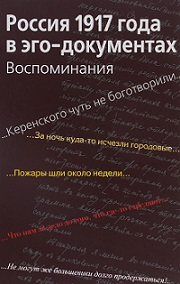 Россия 1917 года
в эго-документах
Воспоминания
...Керенского чуть не боготворили...
...За ночь куда-то исчезли городовые...
...Пожары шли около недели...
...Не могут же большевики долго продержаться!...